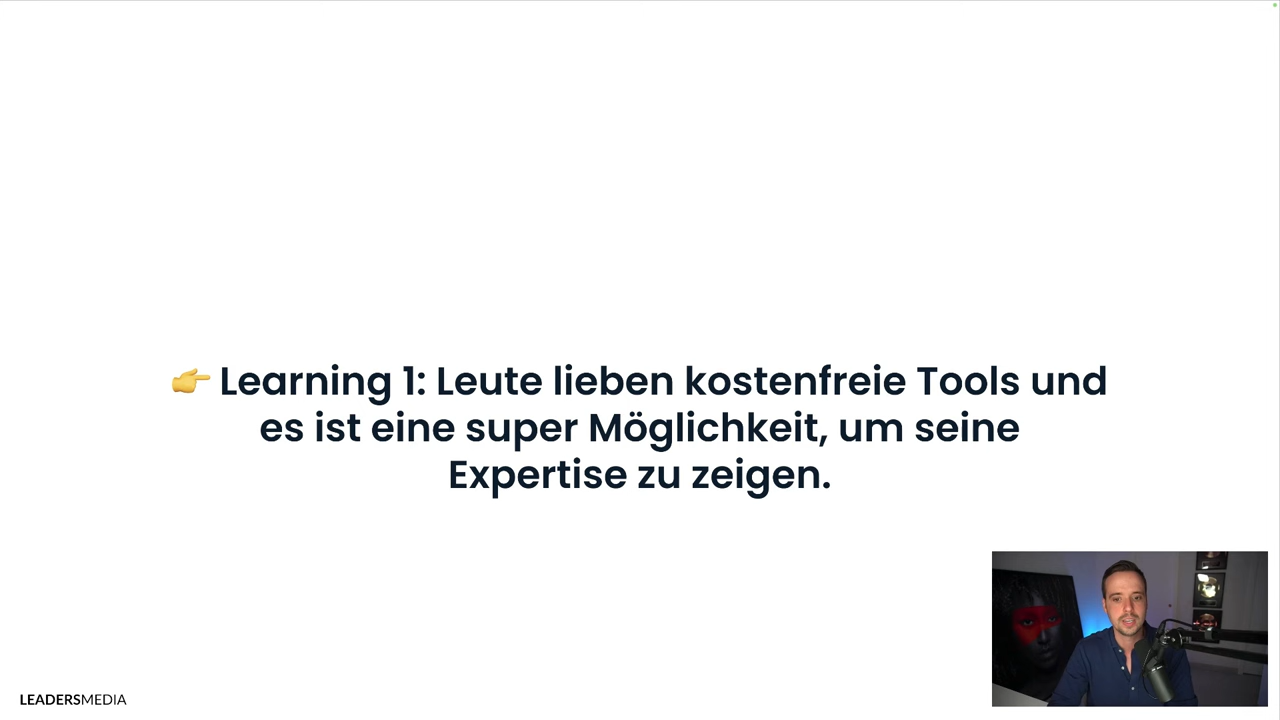 👉 Learning 1: Leute lieben kostenfreie Tools und
es ist eine super Möglichkeit, um seine
Expertise zu zeigen.
LEADERSMEDIA